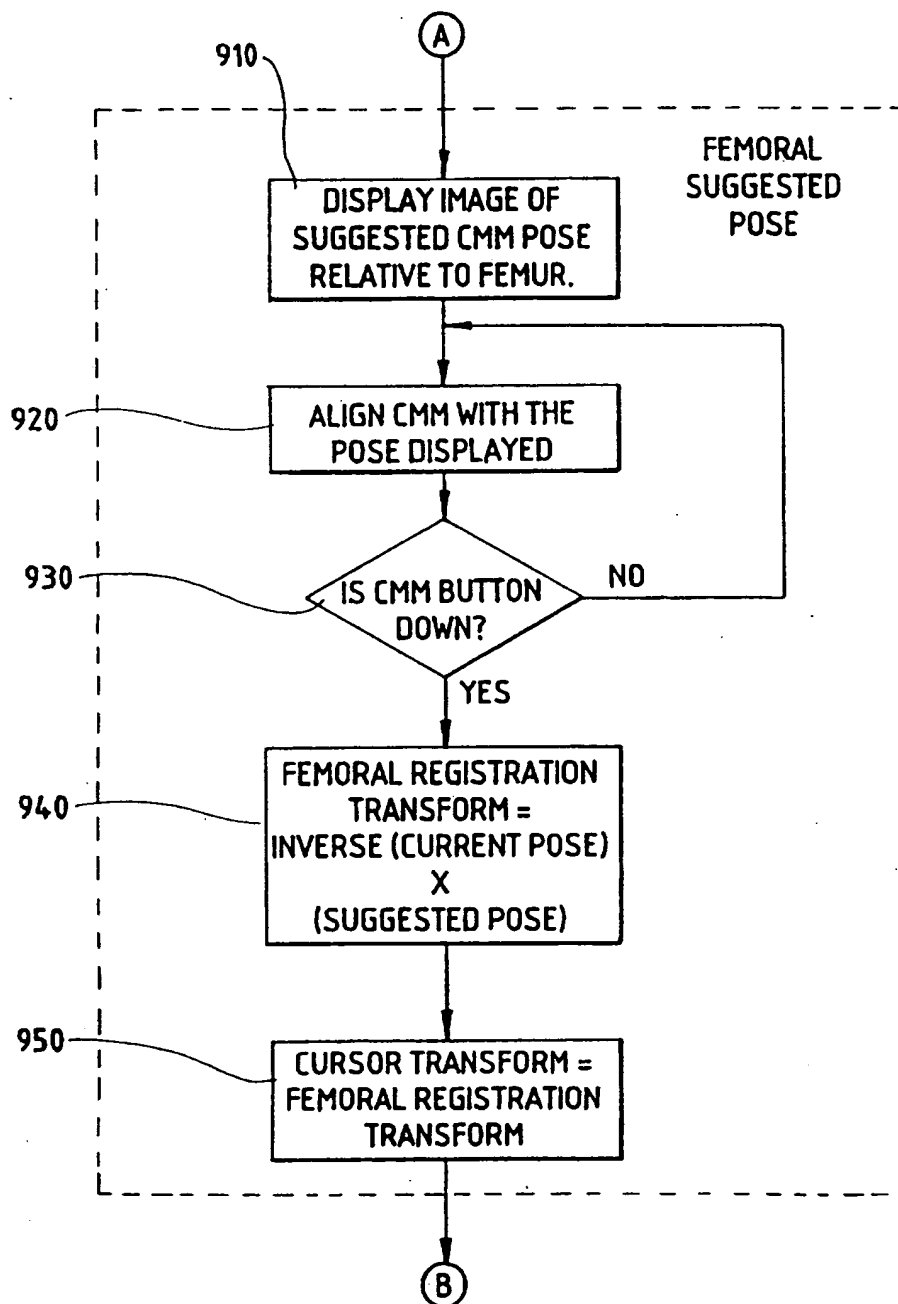 A
910
FEMORAL
SUGGESTED
POSE
DISPLAY IMAGE OF
SUGGESTED CMM POSE
RELATIVE TO FEMUR.
920
ALIGN CMM WITH THE
POSE DISPLAYED
930
IS CMM BUTTON
DOWN?
NO
YES
940
FEMORAL REGISTRATION
TRANSFORM =
INVERSE (CURRENT POSE)
X
(SUGGESTED POSE)
950
CURSOR TRANSFORM =
FEMORAL REGISTRATION
TRANSFORM
B